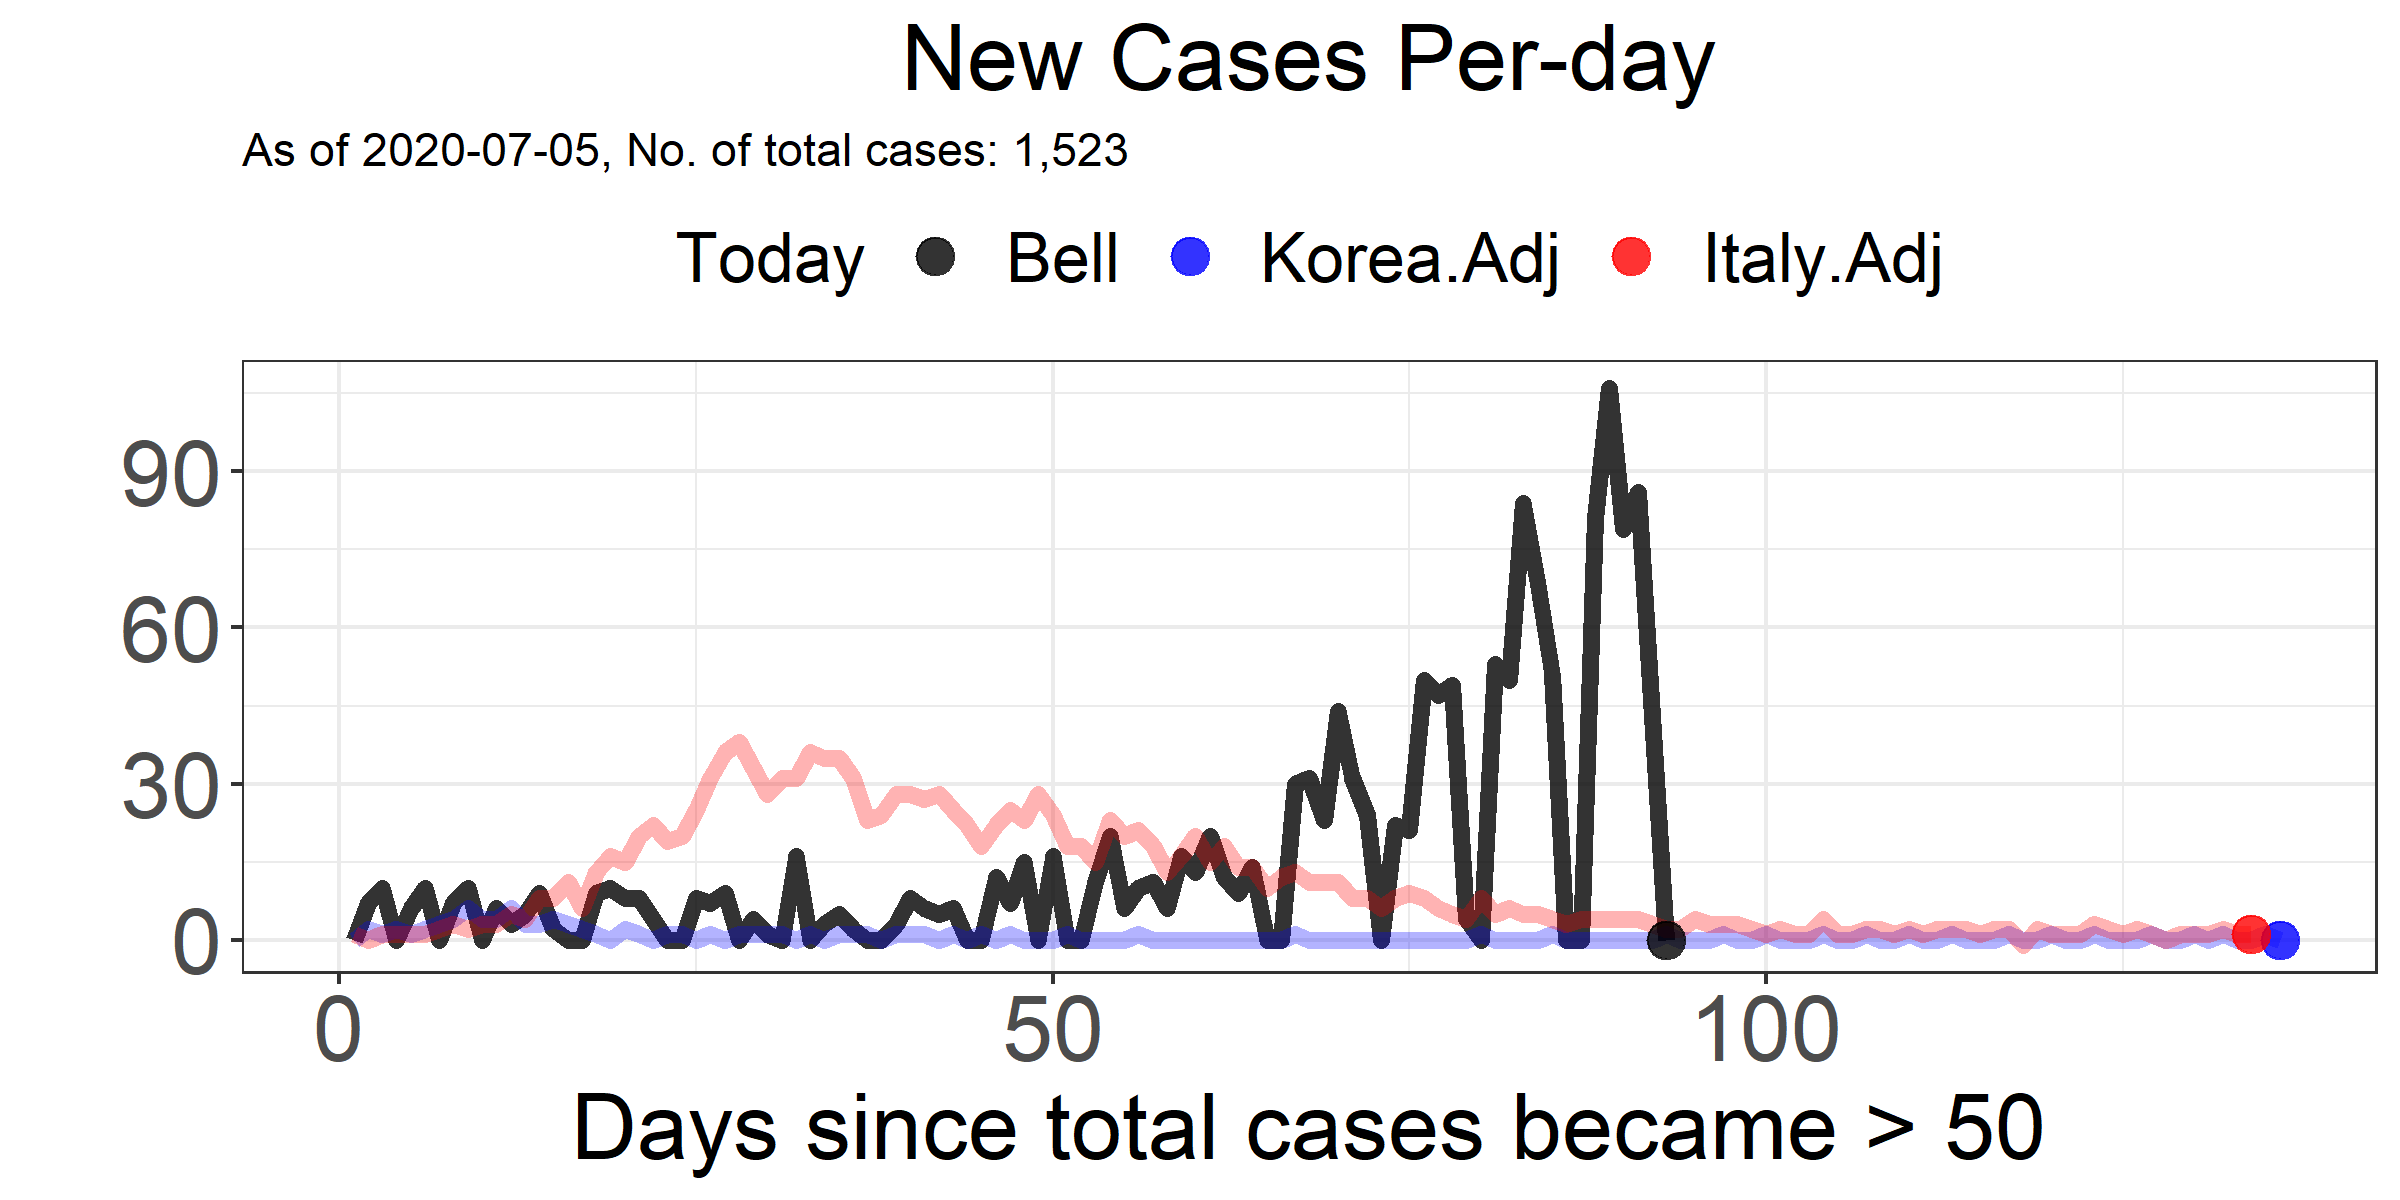 New Cases Per-day
As of 2020-07-05, No. of total cases: 1,523
Today Bell Korea.Adj Italy.Adj
90
60
30
0
0 50 100
Days since total cases became > 50